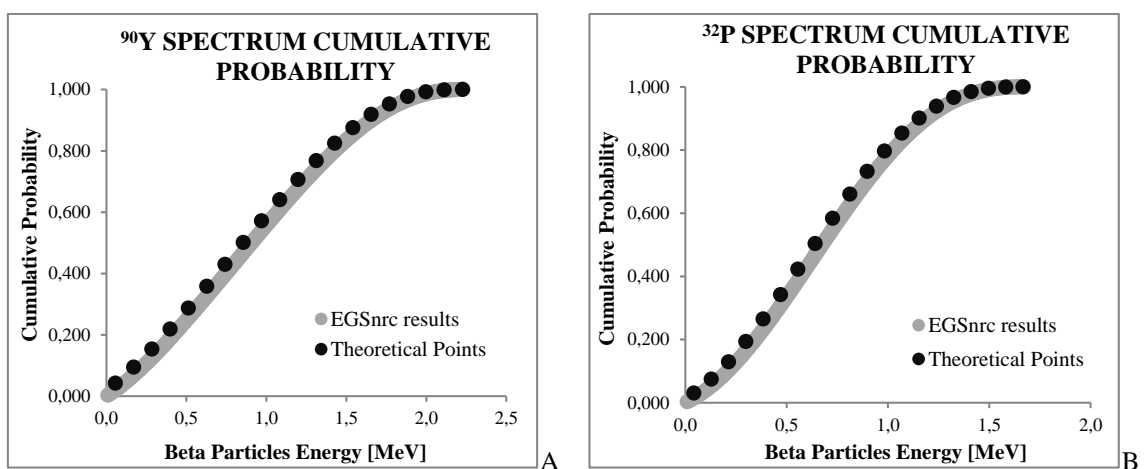 ⁹⁰Y SPECTRUM CUMULATIVE
PROBABILITY
1,000
0,800
0,600
0,400
0,200
0,000
Cumulative Probability
EGSnrc results
Theoretical Points
0,0 0,5 1,0 1,5 2,0 2,5
Beta Particles Energy [MeV]
A
³²P SPECTRUM CUMULATIVE
PROBABILITY
1,000
0,800
0,600
0,400
0,200
0,000
Cumulative Probability
EGSnrc results
Theoretical Points
0,0 0,5 1,0 1,5 2,0
Beta Particles Energy [MeV]
B